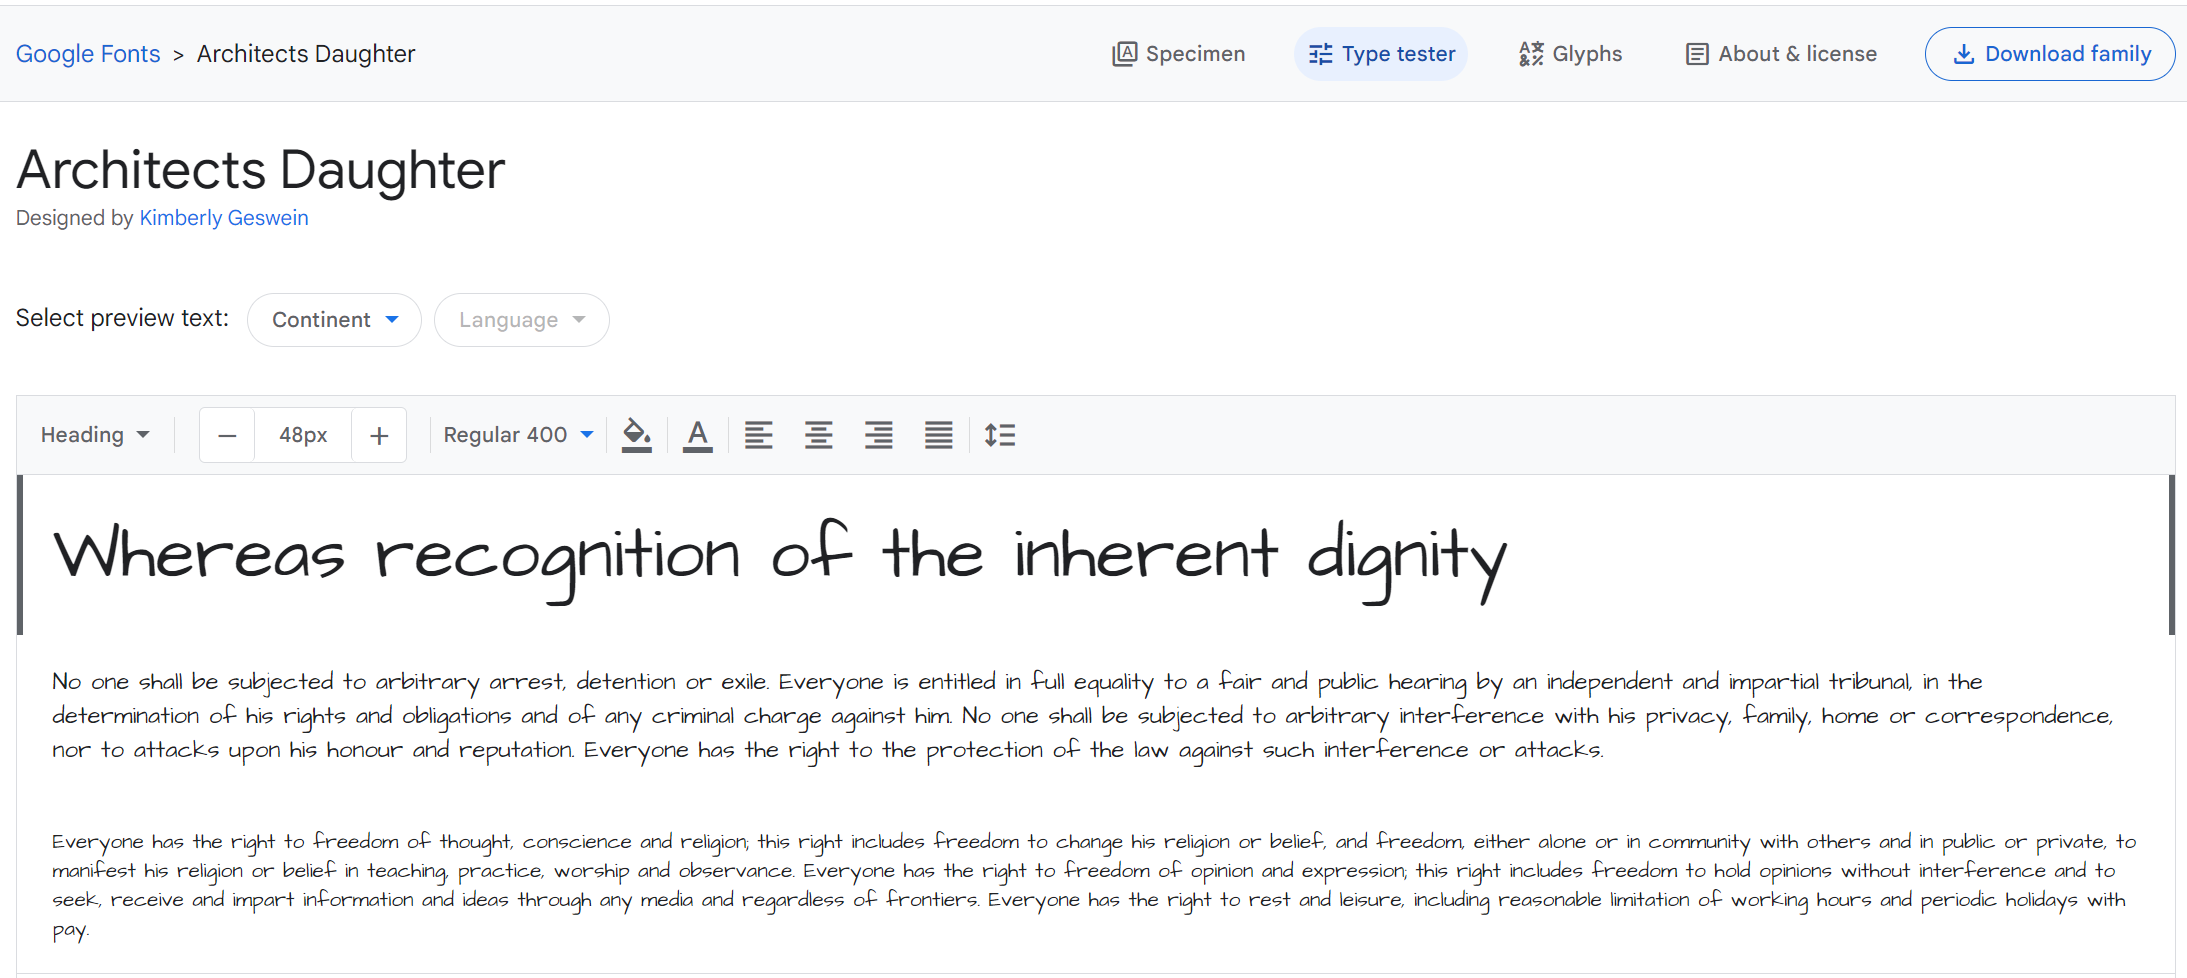 Google Fonts > Architects Daughter
Specimen
Type tester
Glyphs
About & license
Download family
Architects Daughter
Designed by Kimberly Geswein
Select preview text:
Continent
Language
Heading
— 48px +
Regular 400
Whereas recognition of the inherent dignity
No one shall be subjected to arbitrary arrest, detention or exile. Everyone is entitled in full equality to a fair and public hearing by an independent and impartial tribunal, in the
determination of his rights and obligations and of any criminal charge against him. No one shall be subjected to arbitrary interference with his privacy, family, home or correspondence,
nor to attacks upon his honour and reputation. Everyone has the right to the protection of the law against such interference or attacks.
Everyone has the right to freedom of thought, conscience and religion; this right includes freedom to change his religion or belief, and freedom, either alone or in community with others and in public or private, to
manifest his religion or belief in teaching, practice, worship and observance. Everyone has the right to freedom of opinion and expression; this right includes freedom to hold opinions without interference and to
seek, receive and impart information and ideas through any media and regardless of frontiers. Everyone has the right to rest and leisure, including reasonable limitation of working hours and periodic holidays with
pay.